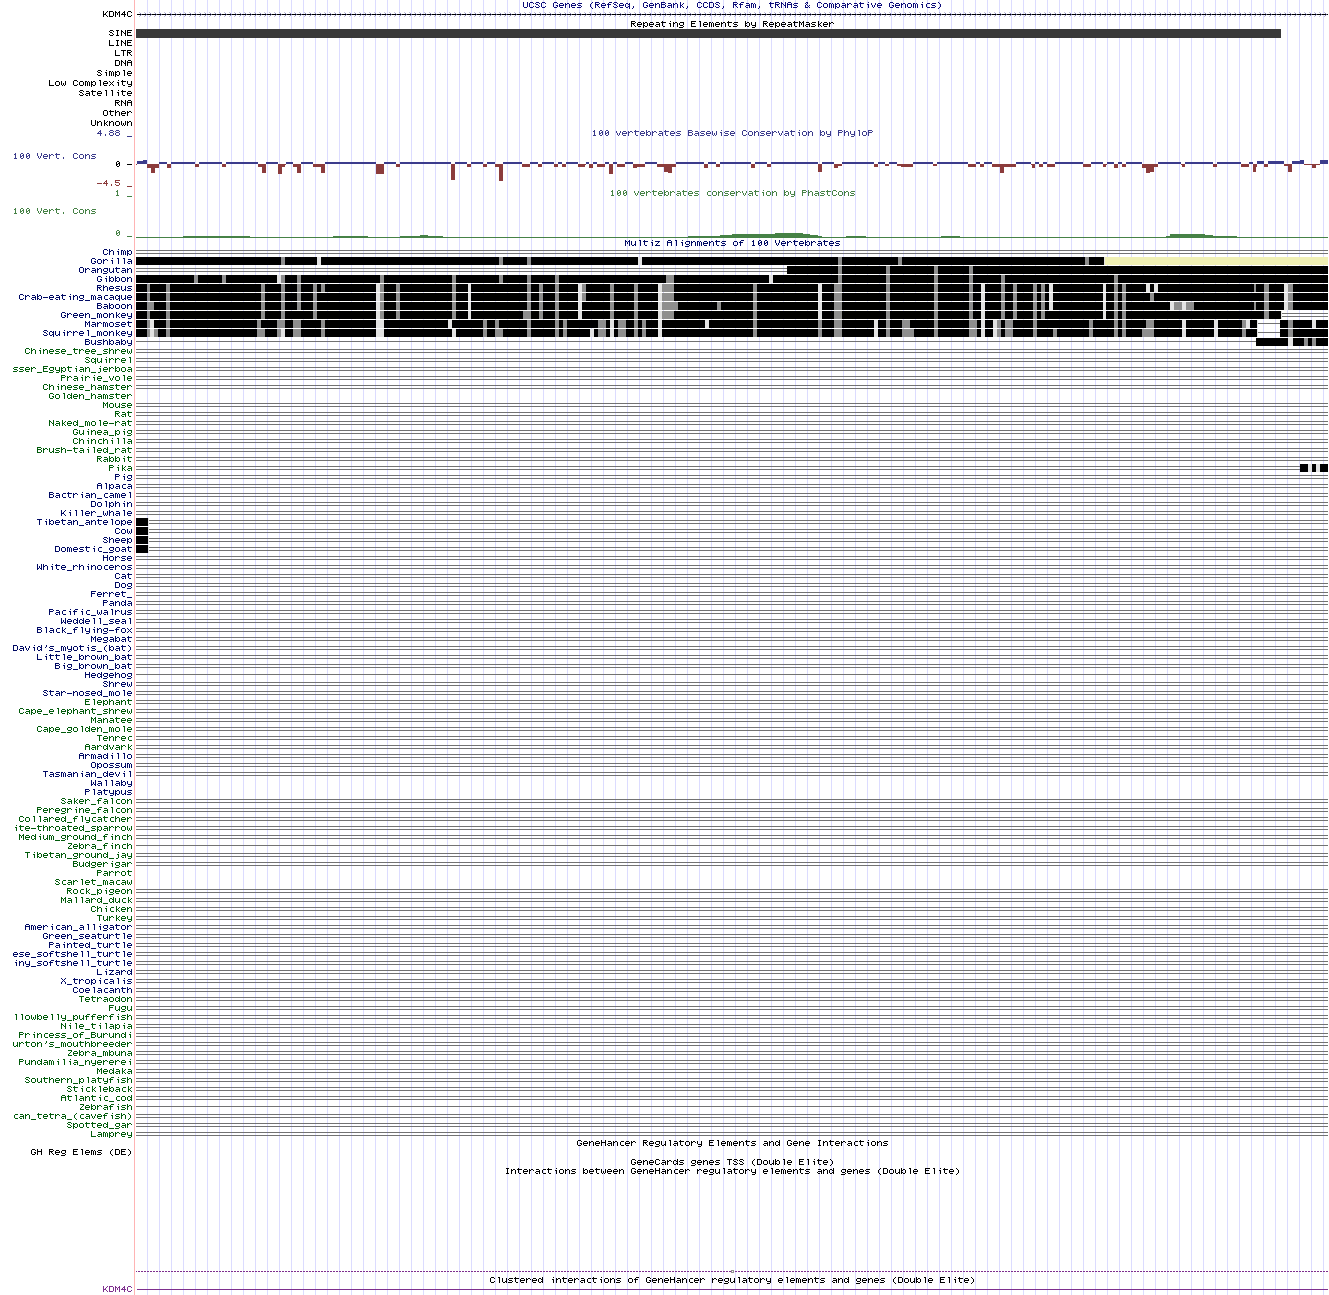 UCSC Genes (RefSeq, GenBank, CCDS, Rfam, tRNAs & Comparative Genomics)
KDM4C
Repeating Elements by RepeatMasker
SINE
LINE
LTR
DNA
Simple
Low Complexity
Satellite
RNA
Other
Unknown
4.88 _
100 vertebrates Basewise Conservation by PhyloP
100 Vert. Cons
0 -
-4.5 _
1 _
100 vertebrates conservation by PhastCons
100 Vert. Cons
0 _
Multiz Alignments of 100 Vertebrates
Chimp
Gorilla
Orangutan
Gibbon
Rhesus
Crab-eating_macaque
Baboon
Green_monkey
Marmoset
Squirrel_monkey
Bushbaby
Chinese_tree_shrew
Squirrel
sser_Egyptian_jerboa
Prairie_vole
Chinese_hamster
Golden_hamster
Mouse
Rat
Naked_mole-rat
Guinea_pig
Chinchilla
Brush-tailed_rat
Rabbit
Pika
Pig
Alpaca
Bactrian_camel
Dolphin
Killer_whale
Tibetan_antelope
Cow
Sheep
Domestic_goat
Horse
White_rhinoceros
Cat
Dog
Ferret_
Panda
Pacific_walrus
Weddell_seal
Black_flying-fox
Megabat
David's_myotis_(bat)
Little_brown_bat
Big_brown_bat
Hedgehog
Shrew
Star-nosed_mole
Elephant
Cape_elephant_shrew
Manatee
Cape_golden_mole
Tenrec
Aardvark
Armadillo
Opossum
Tasmanian_devil
Wallaby
Platypus
Saker_falcon
Peregrine_falcon
Collared_flycatcher
ite-throated_sparrow
Medium_ground_finch
Zebra_finch
Tibetan_ground_jay
Budgerigar
Parrot
Scarlet_macaw
Rock_pigeon
Mallard_duck
Chicken
Turkey
American_alligator
Green_seaturtle
Painted_turtle
ese_softshell_turtle
iny_softshell_turtle
Lizard
X_tropicalis
Coelacanth
Tetraodon
Fugu
llowbelly_pufferfish
Nile_tilapia
Princess_of_Burundi
urton's_mouthbreeder
Zebra_mbuna
Pundamilia_nyererei
Medaka
Southern_platyfish
Stickleback
Atlantic_cod
Zebrafish
can_tetra_(cavefish)
Spotted_gar
Lamprey
GeneHancer Regulatory Elements and Gene Interactions
GH Reg Elems (DE)
GeneCards genes TSS (Double Elite)
Interactions between GeneHancer regulatory elements and genes (Double Elite)
Clustered interactions of GeneHancer regulatory elements and genes (Double Elite)
KDM4C